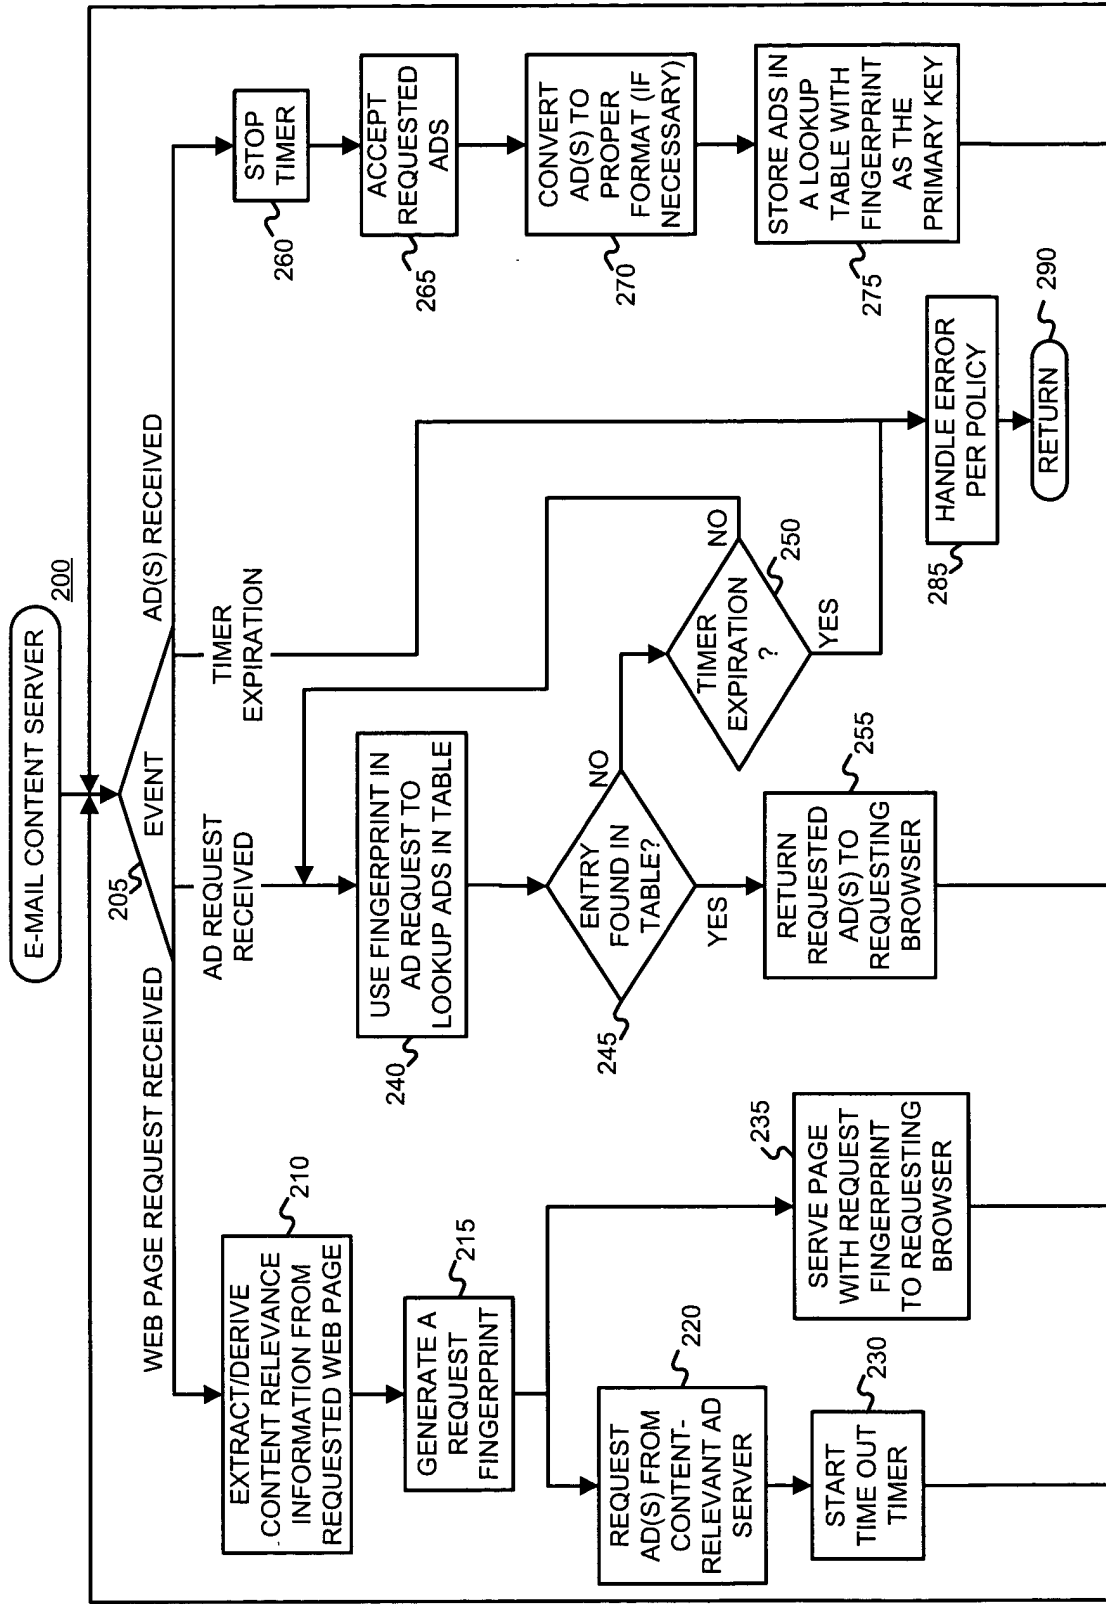 E-MAIL CONTENT SERVER
200
205
EVENT
WEB PAGE REQUEST RECEIVED
AD REQUEST
RECEIVED
TIMER
EXPIRATION
AD(S) RECEIVED
EXTRACT/DERIVE
CONTENT RELEVANCE
INFORMATION FROM
REQUESTED WEB PAGE
210
GENERATE A
REQUEST
FINGERPRINT
215
REQUEST
AD(S) FROM
CONTENT-
RELEVANT AD
SERVER
220
START
TIME OUT
TIMER
230
SERVE PAGE
WITH REQUEST
FINGERPRINT
TO REQUESTING
BROWSER
235
USE FINGERPRINT IN
AD REQUEST TO
LOOKUP ADS IN TABLE
240
ENTRY
FOUND IN
TABLE?
245
NO
YES
TIMER
EXPIRATION
?
250
NO
YES
RETURN
REQUESTED
AD(S) TO
REQUESTING
BROWSER
255
STOP
TIMER
260
ACCEPT
REQUESTED
ADS
265
CONVERT
AD(S) TO
PROPER
FORMAT (IF
NECESSARY)
270
STORE ADS IN
A LOOKUP
TABLE WITH
FINGERPRINT
AS THE
PRIMARY KEY
275
HANDLE ERROR
PER POLICY
285
RETURN
290